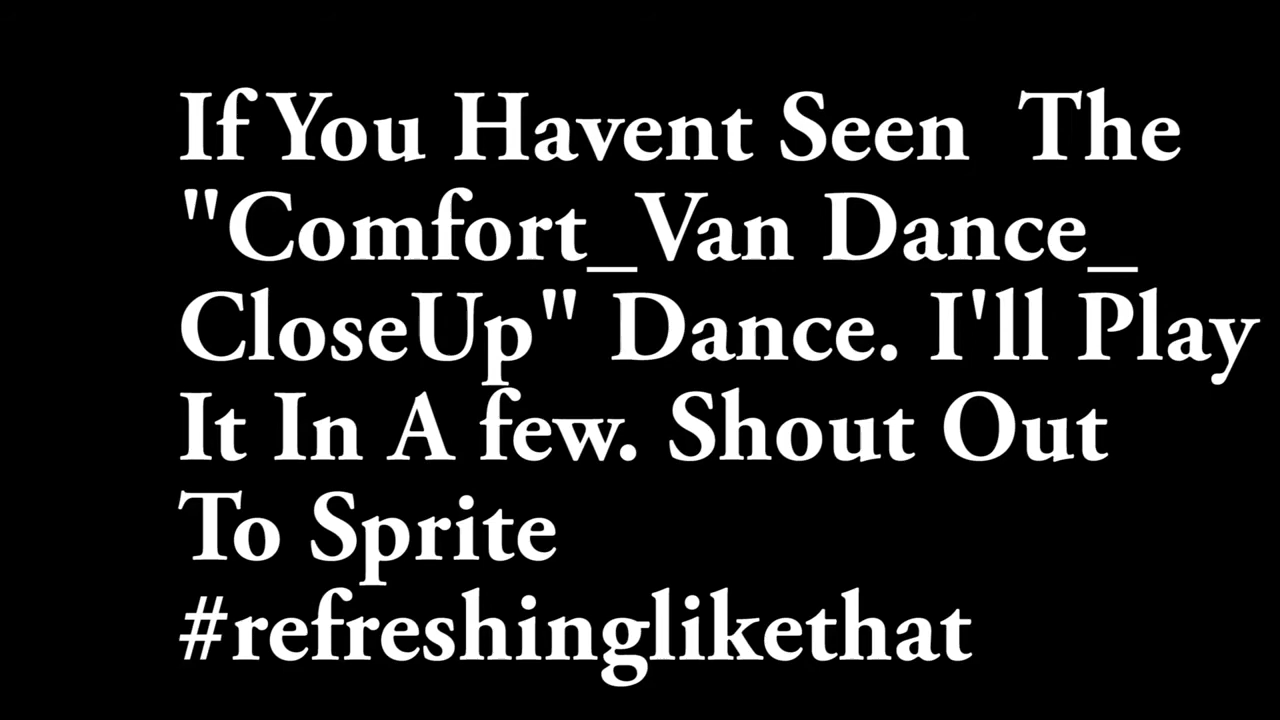 If You Havent Seen  The
"Comfort_Van Dance_
CloseUp" Dance. I'll Play
It In A few. Shout Out
To Sprite
#refreshinglikethat